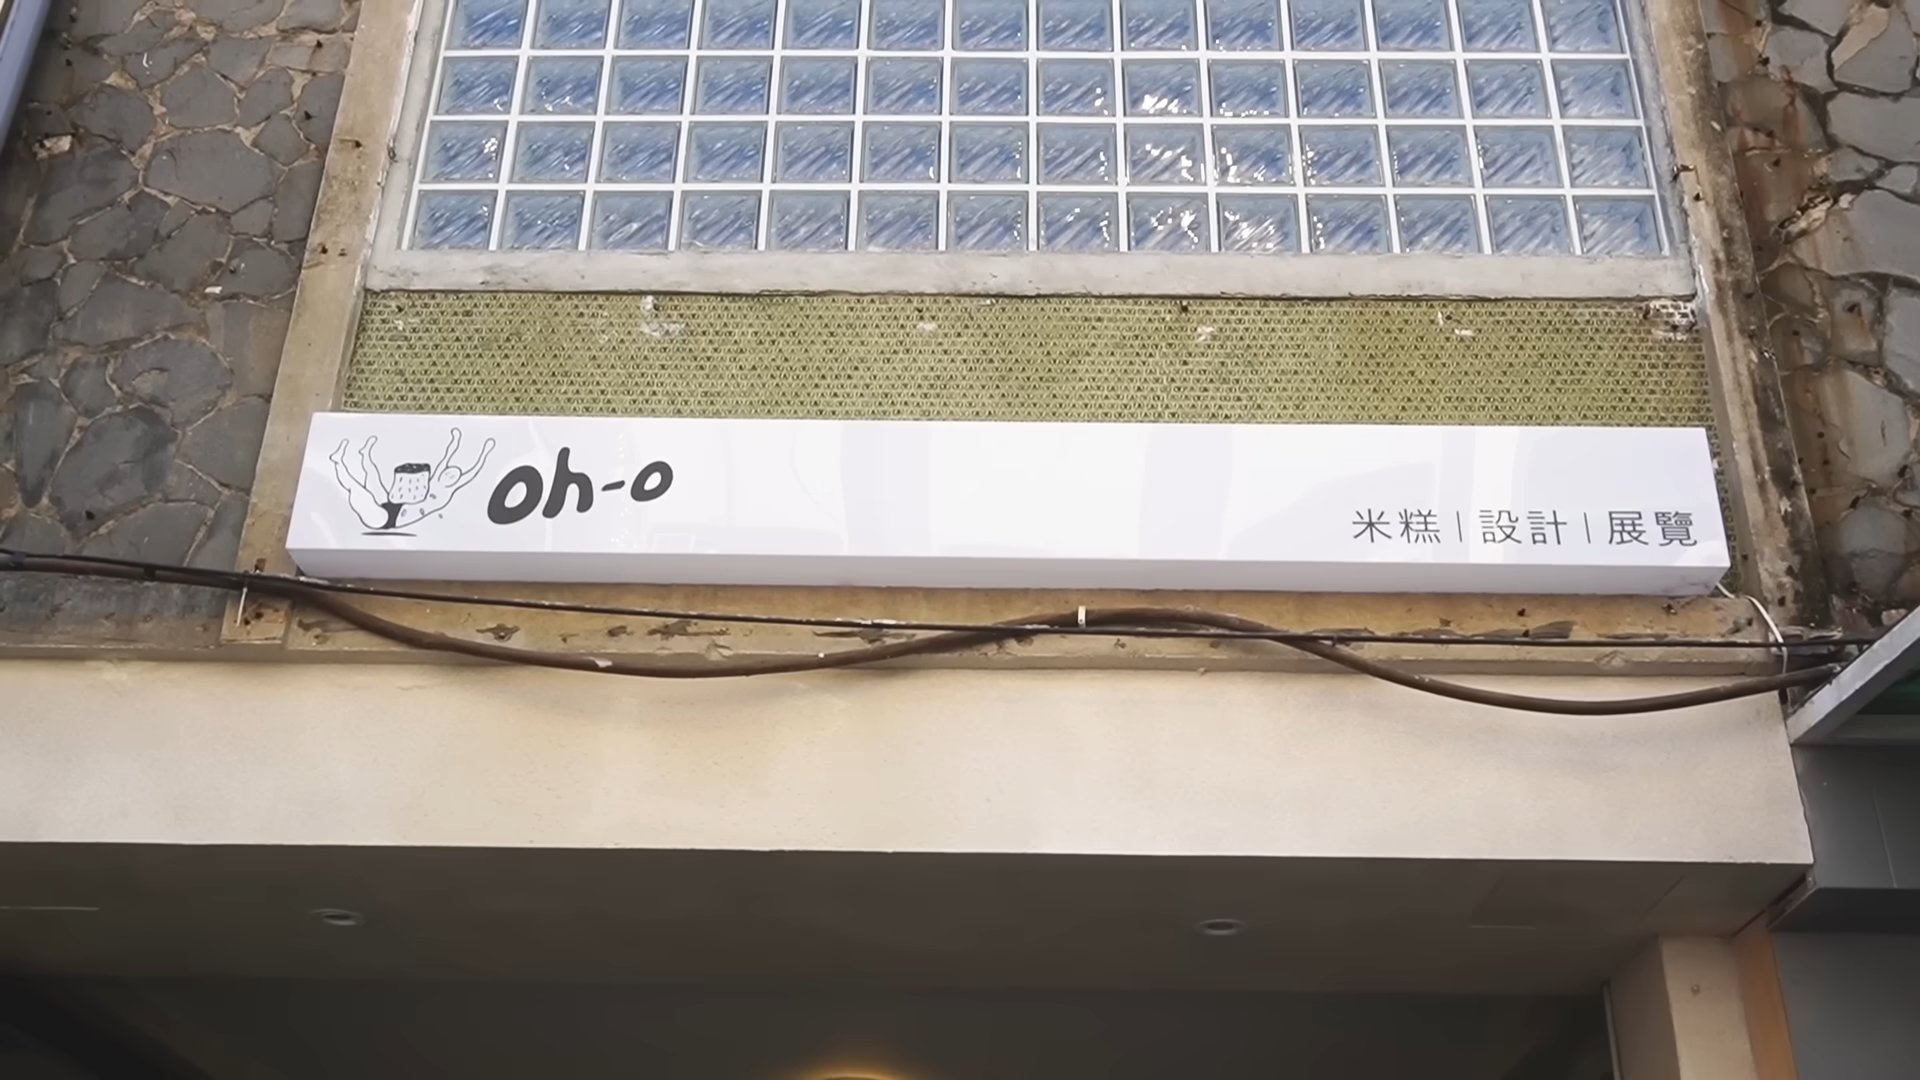 oh-o
米糕 | 設計 | 展覽